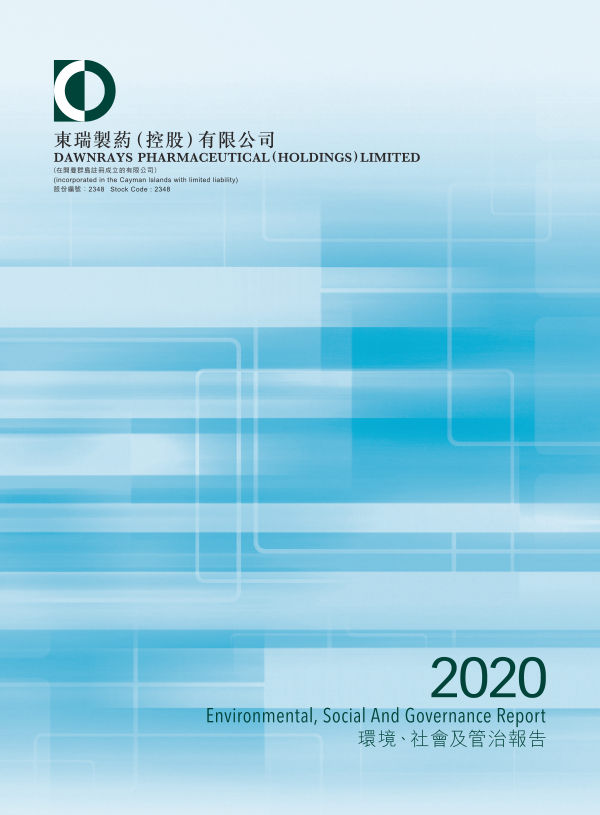 東瑞製葯(控股)有限公司
DAWNRAYS PHARMACEUTICAL (HOLDINGS) LIMITED
(在開曼群島註冊成立的有限公司)
(incorporated in the Cayman Islands with limited liability)
股份編號：2348 Stock Code : 2348
2020
Environmental, Social And Governance Report
環境、社會及管治報告